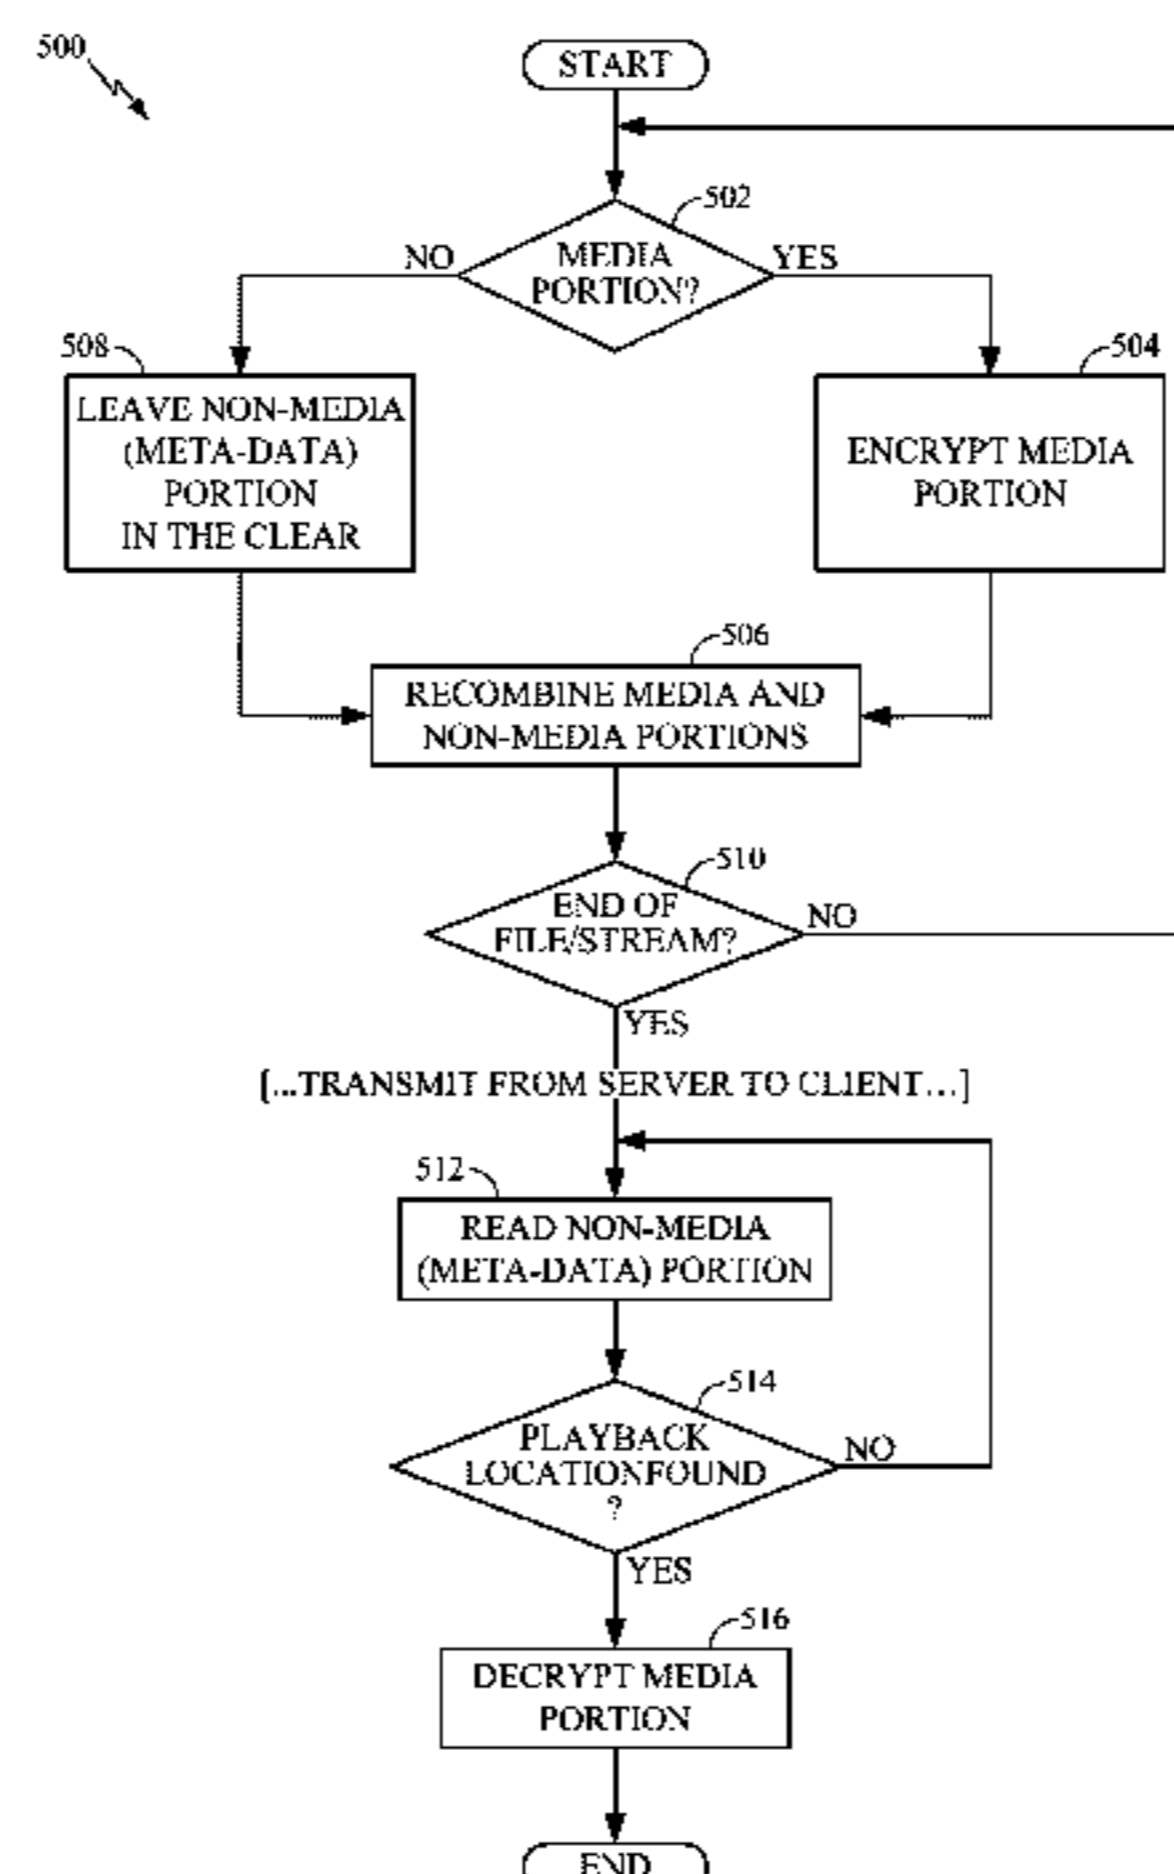 500
START
502
MEDIA
PORTION?
NO
YES
508
LEAVE NON-MEDIA
(META-DATA)
PORTION
IN THE CLEAR
504
ENCRYPT MEDIA
PORTION
506
RECOMBINE MEDIA AND
NON-MEDIA PORTIONS
510
END OF
FILE/STREAM?
NO
YES
[...TRANSMIT FROM SERVER TO CLIENT...]
512
READ NON-MEDIA
(META-DATA) PORTION
514
PLAYBACK
LOCATIONFOUND
?
NO
YES
516
DECRYPT MEDIA
PORTION
END